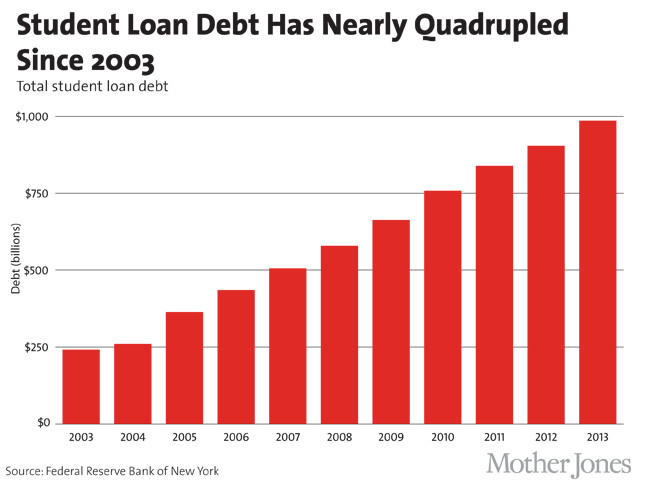 Student Loan Debt Has Nearly Quadrupled
Since 2003
Total student loan debt
$1,000
$750
$500
$250
$0
Debt (billions)
2003 2004 2005 2006 2007 2008 2009 2010 2011 2012 2013
Source: Federal Reserve Bank of New York
Mother Jones